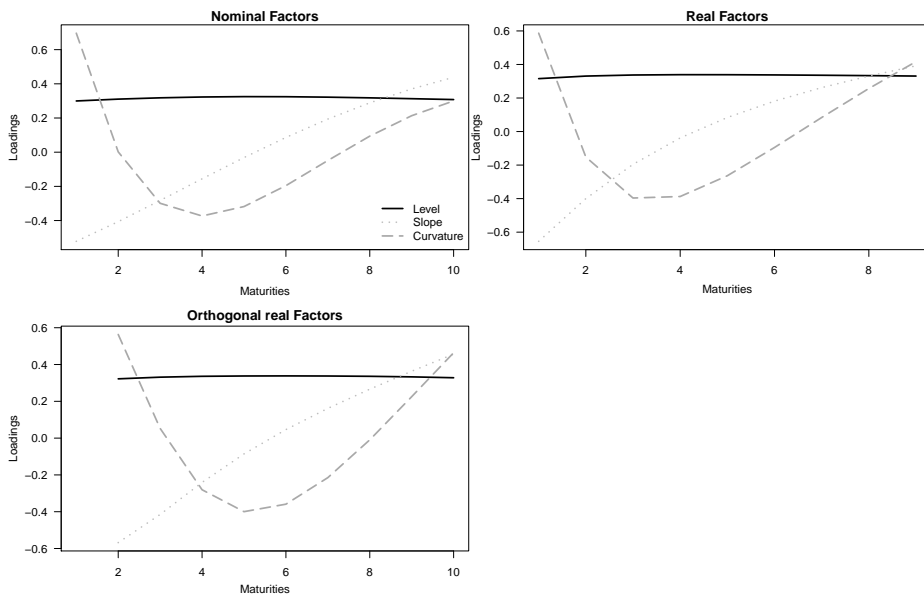 Nominal Factors
Loadings
0.6
0.4
0.2
0.0
−0.2
−0.4
Level
Slope
Curvature
2 4 6 8 10
Maturities
Real Factors
Loadings
0.6
0.4
0.2
0.0
−0.2
−0.4
−0.6
2 4 6 8
Maturities
Orthogonal real Factors
Loadings
0.6
0.4
0.2
0.0
−0.2
−0.4
−0.6
2 4 6 8 10
Maturities